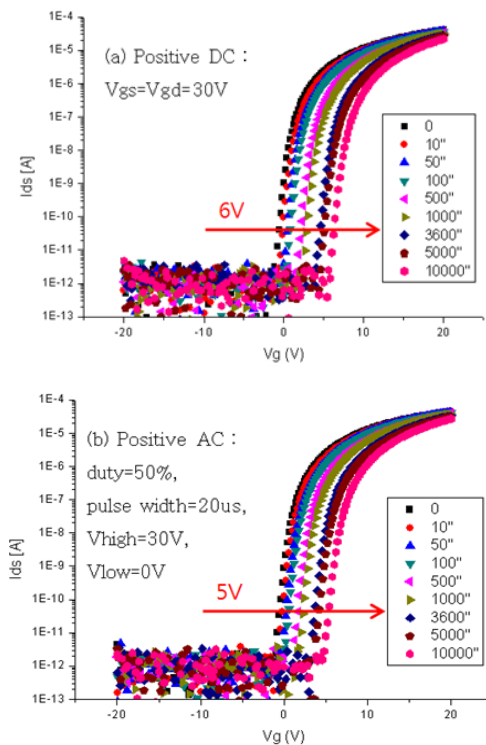 1E-4
1E-5
1E-6
1E-7
1E-8
1E-9
1E-10
1E-11
1E-12
1E-13
Ids [A]
(a) Positive DC :
Vgs=Vgd=30V
6V
0
10"
50"
100"
500"
1000"
3600"
5000"
10000"
-20 -10 0 10 20
Vg (V)
1E-4
1E-5
1E-6
1E-7
1E-8
1E-9
1E-10
1E-11
1E-12
1E-13
Ids [A]
(b) Positive AC :
duty=50%,
pulse width=20us,
Vhigh=30V,
Vlow=0V
5V
0
10"
50"
100"
500"
1000"
3600"
5000"
10000"
-20 -10 0 10 20
Vg (V)